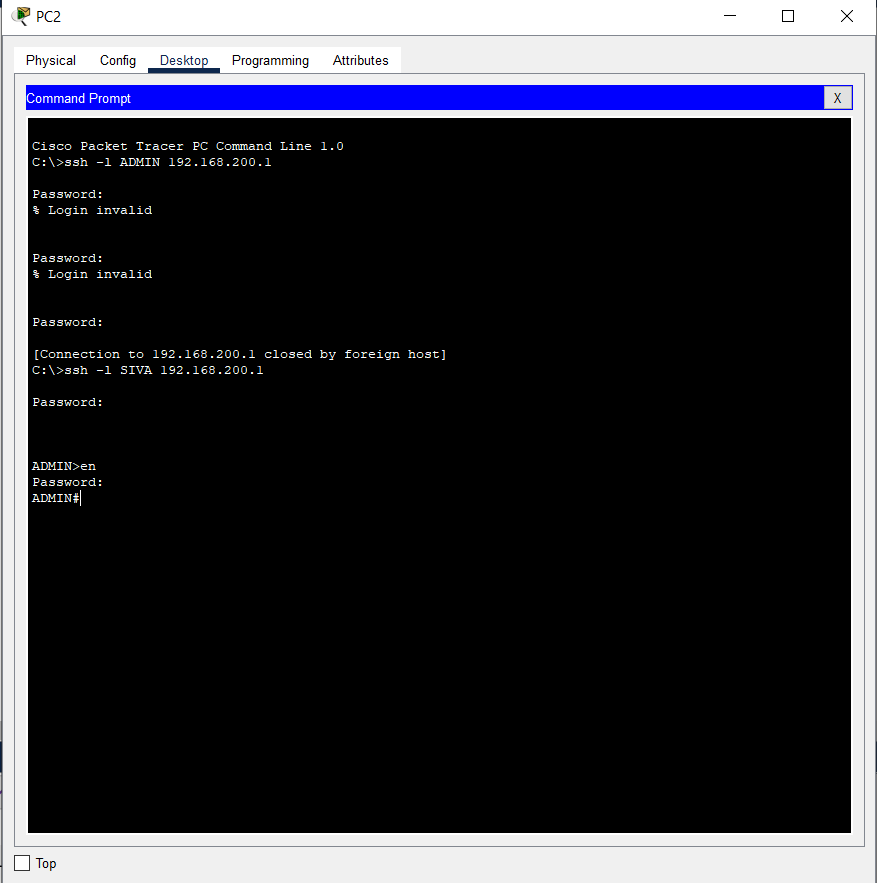 PC2
Physical Config Desktop Programming Attributes
Command Prompt
X
Cisco Packet Tracer PC Command Line 1.0
C:\>ssh -l ADMIN 192.168.200.1
Password:
% Login invalid
Password:
% Login invalid
Password:
[Connection to 192.168.200.1 closed by foreign host]
C:\>ssh -l SIVA 192.168.200.1
Password:
ADMIN>en
Password:
ADMIN#
Top